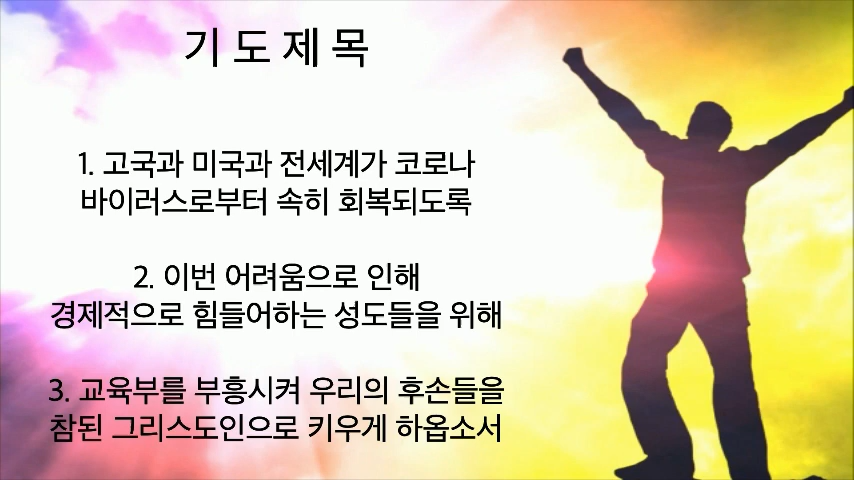 기 도 제 목
1. 고국과 미국과 전세계가 코로나
바이러스로부터 속히 회복되도록
2. 이번 어려움으로 인해
경제적으로 힘들어하는 성도들을 위해
3. 교육부를 부흥시켜 우리의 후손들을
참된 그리스도인으로 키우게 하옵소서